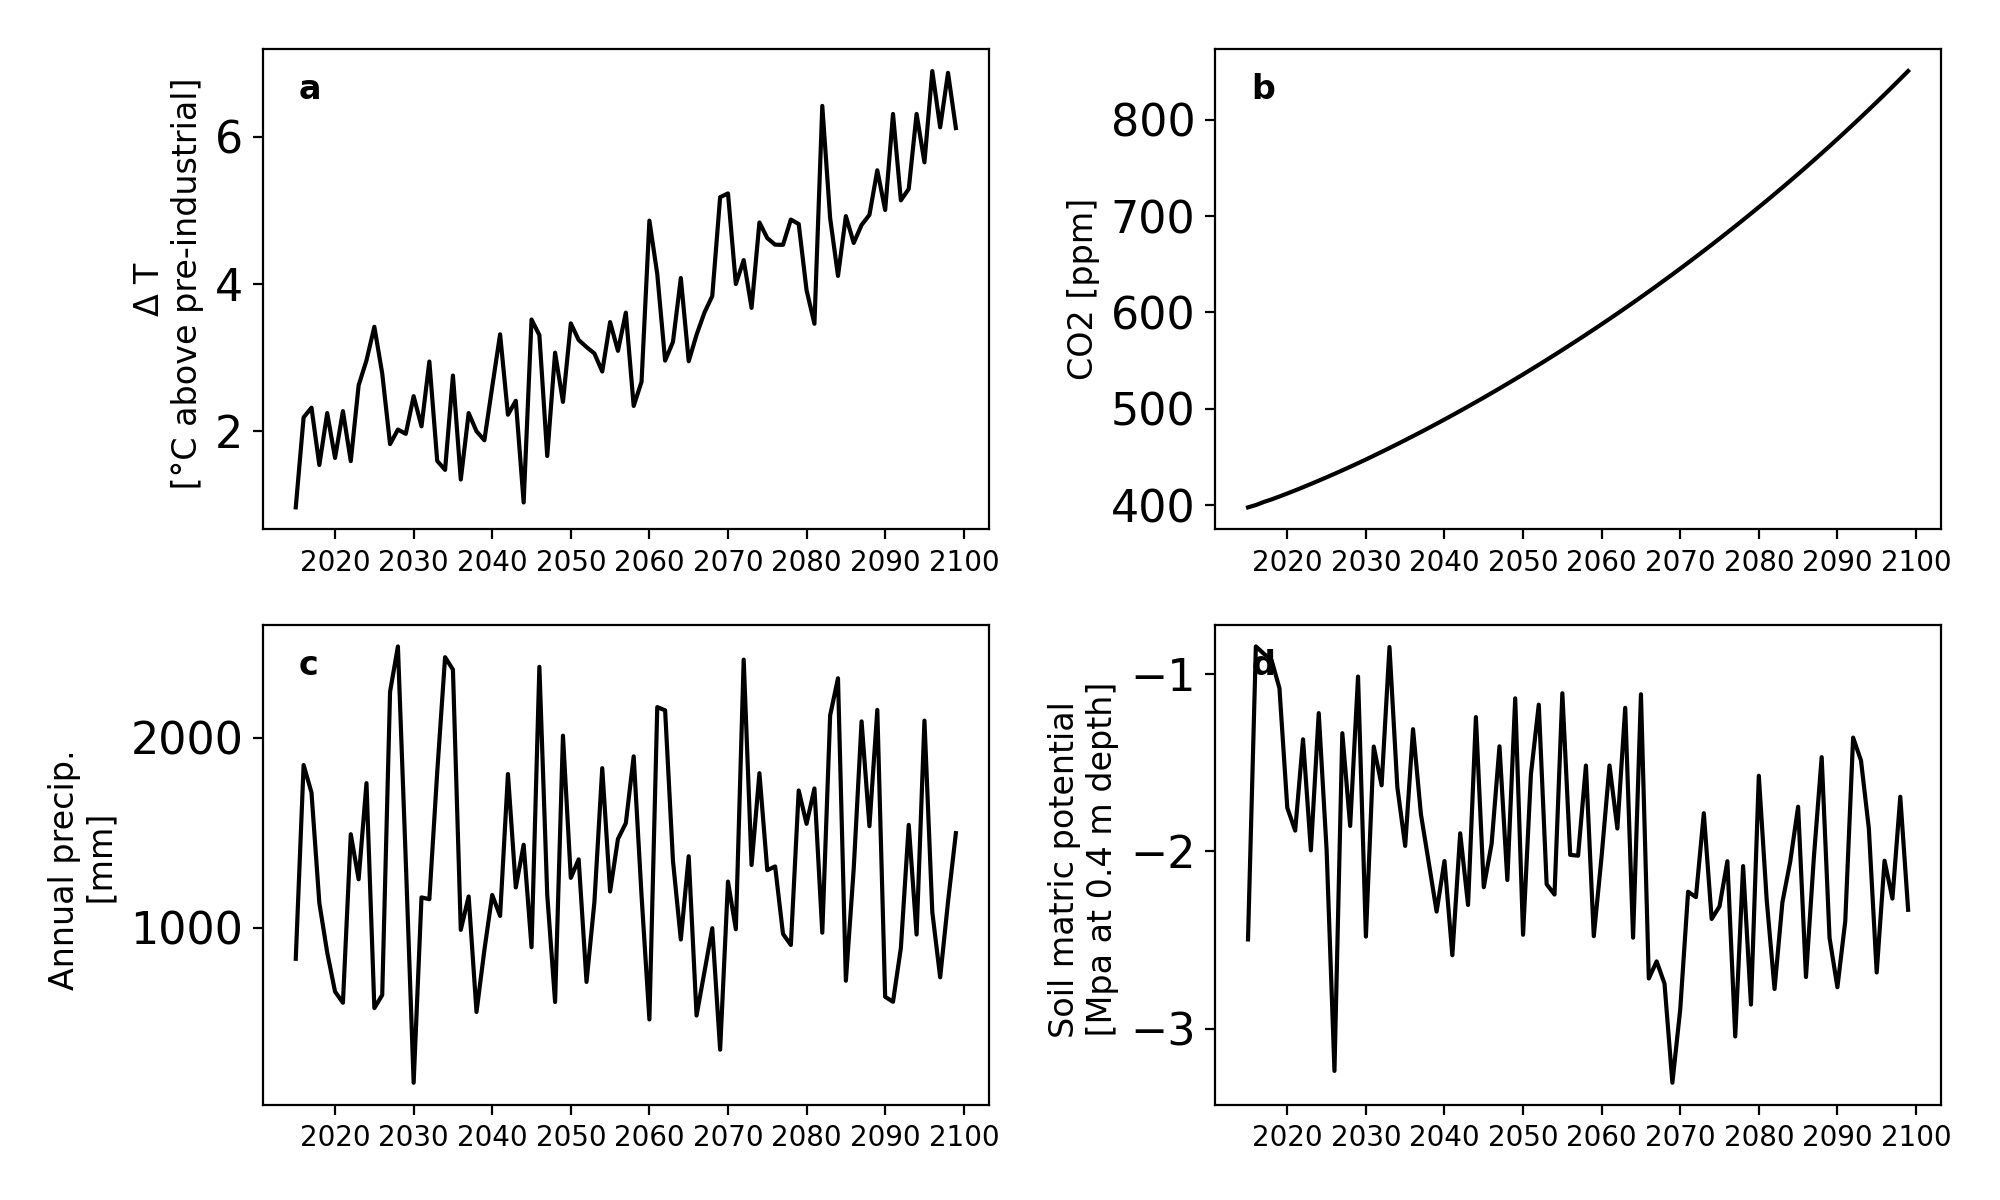 a
Δ T
[°C above pre-industrial]
6
4
2
2020 2030 2040 2050 2060 2070 2080 2090 2100
b
CO2 [ppm]
800
700
600
500
400
2020 2030 2040 2050 2060 2070 2080 2090 2100
c
Annual precip.
[mm]
2000
1000
2020 2030 2040 2050 2060 2070 2080 2090 2100
d
Soil matric potential
[Mpa at 0.4 m depth]
−1
−2
−3
2020 2030 2040 2050 2060 2070 2080 2090 2100